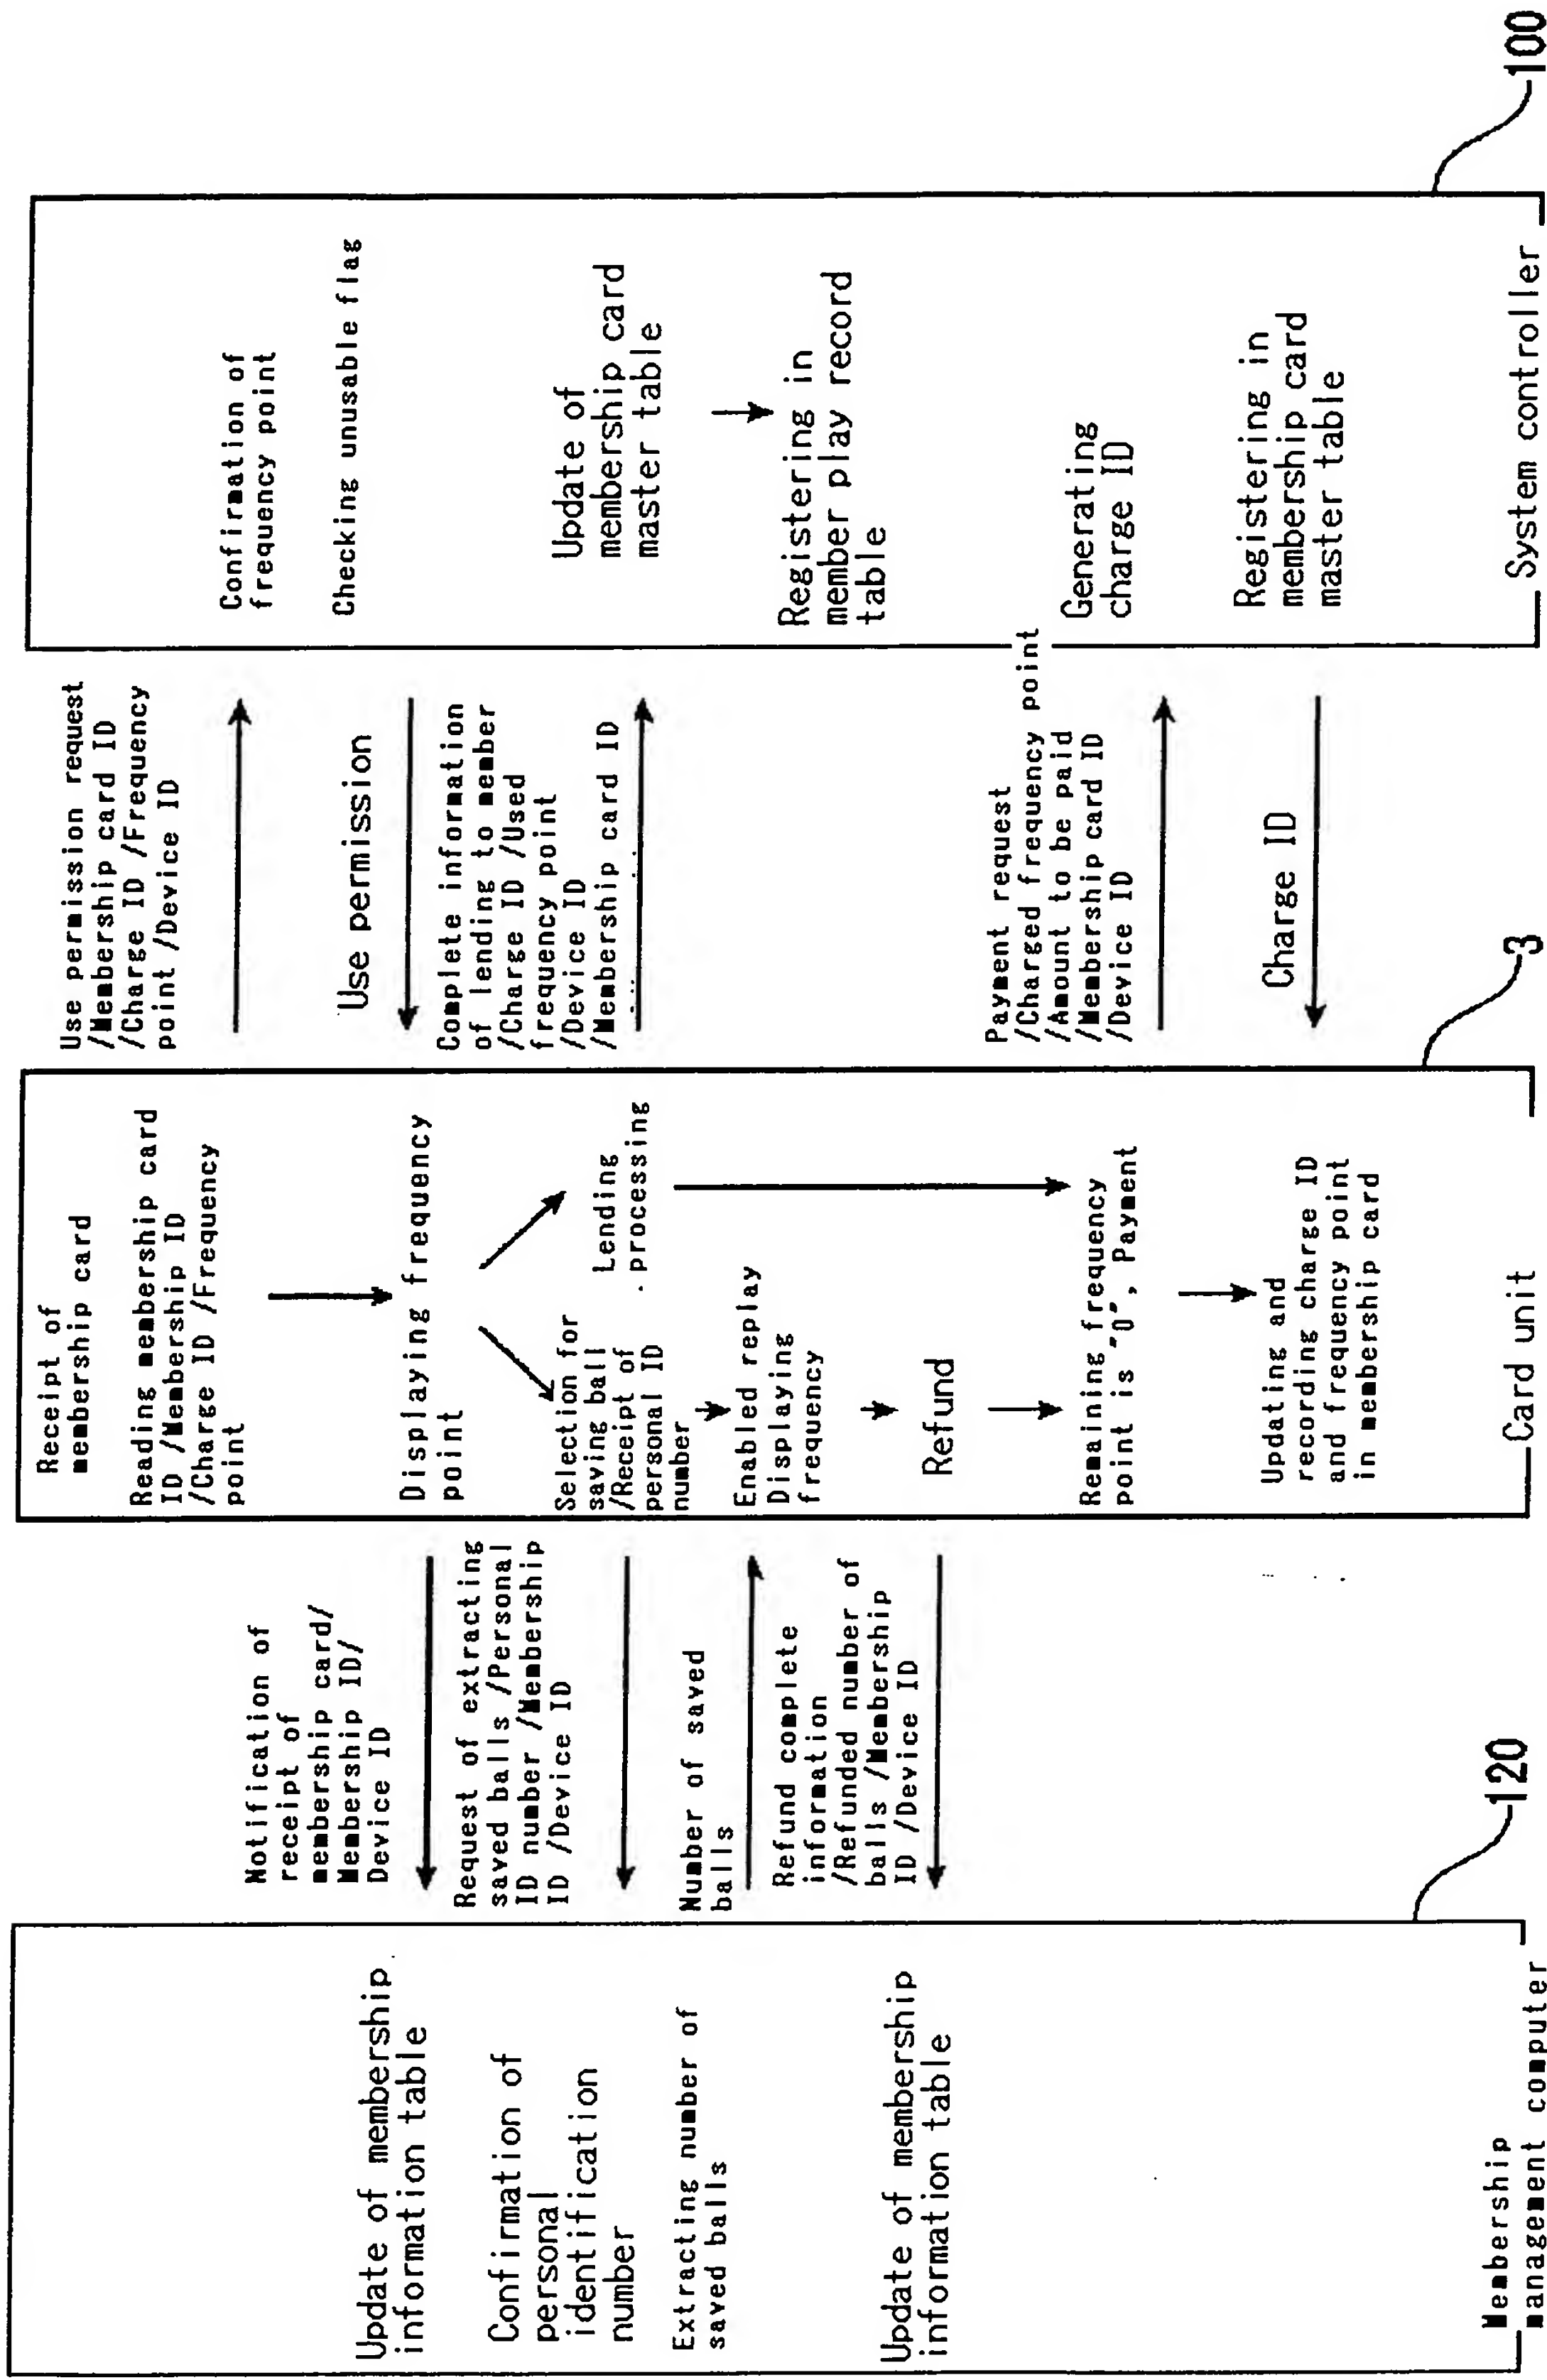 Update of membership
information table
Confirmation of
personal
identification
number
Extracting number of
saved balls
Update of membership
information table
Membership
management computer
120
Notification of
receipt of
membership card/
Membership ID/
Device ID
Request of extracting
saved balls /Personal
ID number /Membership
ID /Device ID
Number of saved
balls
Refund complete
information
/Refunded number of
balls /Membership
ID /Device ID
Receipt of
membership card
Reading membership card
ID /Membership ID
/Charge ID /Frequency
point
Displaying frequency
point
Selection for
saving ball
/Receipt of
personal ID
number
Lending
processing
Enabled replay
Displaying
frequency
Refund
Remaining frequency
point is "0", Payment
Updating and
recording charge ID
and frequency point
in membership card
Card unit
3
Use permission request
/Membership card ID
/Charge ID /Frequency
point /Device ID
Use permission
Complete information
of lending to member
/Charge ID /Used
frequency point
/Device ID
/Membership card ID
Payment request
/Charged frequency point
/Amount to be paid
/Membership card ID
/Device ID
Charge ID
Confirmation of
frequency point
Checking unusable flag
Update of
membership card
master table
Registering in
member play record
table
Generating
charge ID
Registering in
membership card
master table
System controller
100